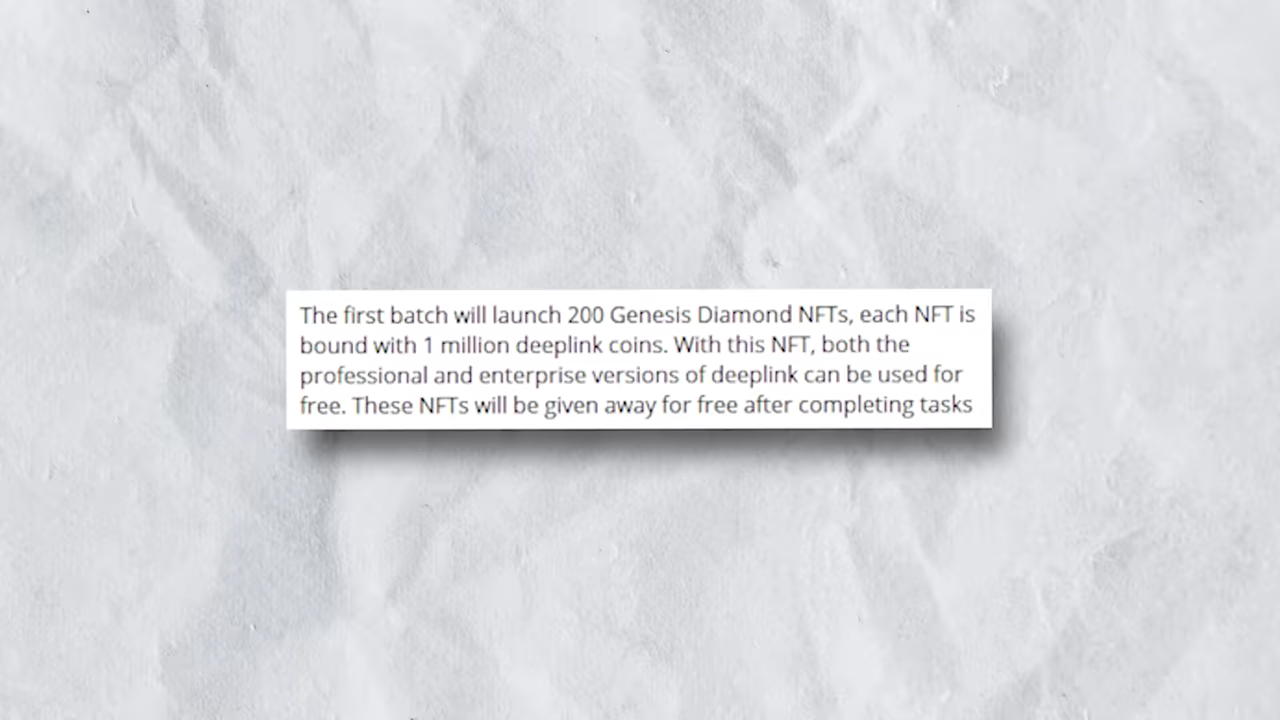 The first batch will launch 200 Genesis Diamond NFTs, each NFT is
bound with 1 million deeplink coins. With this NFT, both the
professional and enterprise versions of deeplink can be used for
free. These NFTs will be given away for free after completing tasks